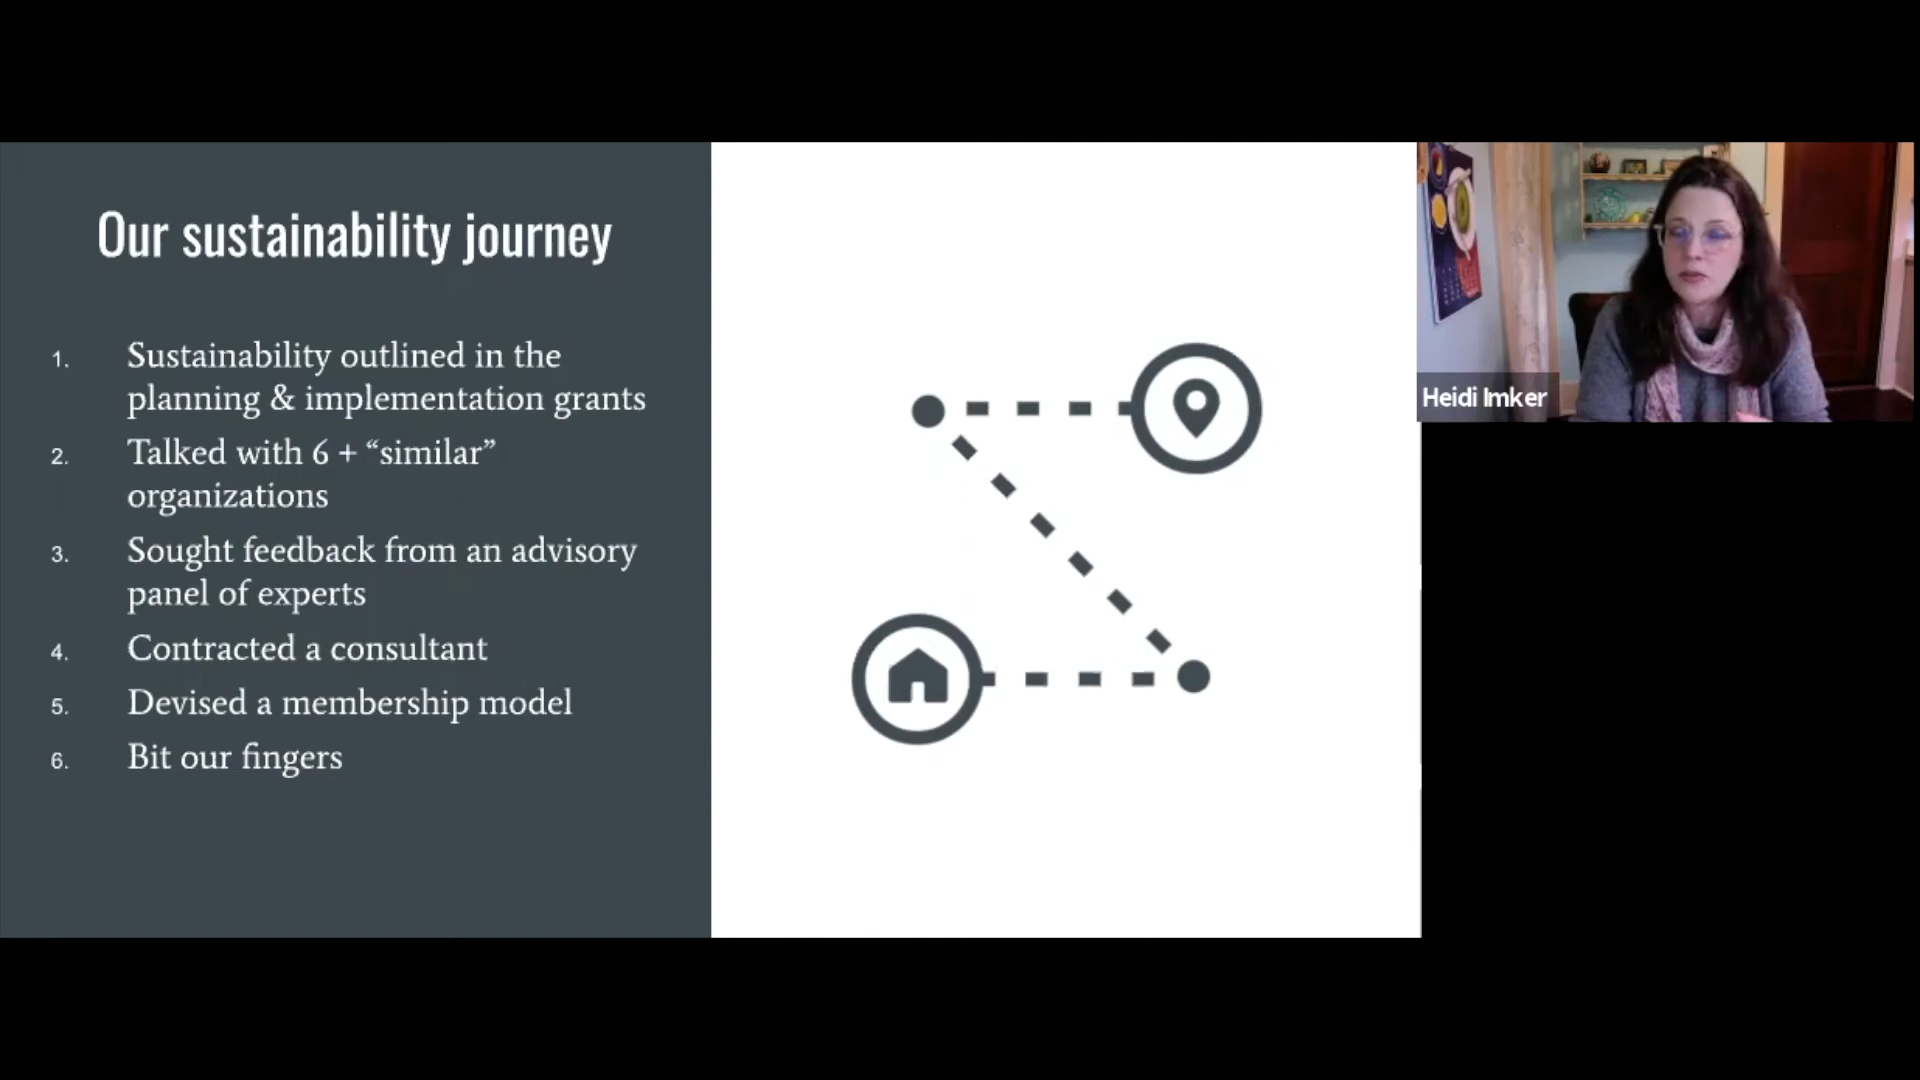 Our sustainability journey
1. Sustainability outlined in the
planning & implementation grants
2. Talked with 6 + “similar”
organizations
3. Sought feedback from an advisory
panel of experts
4. Contracted a consultant
5. Devised a membership model
6. Bit our fingers
Heidi Imker